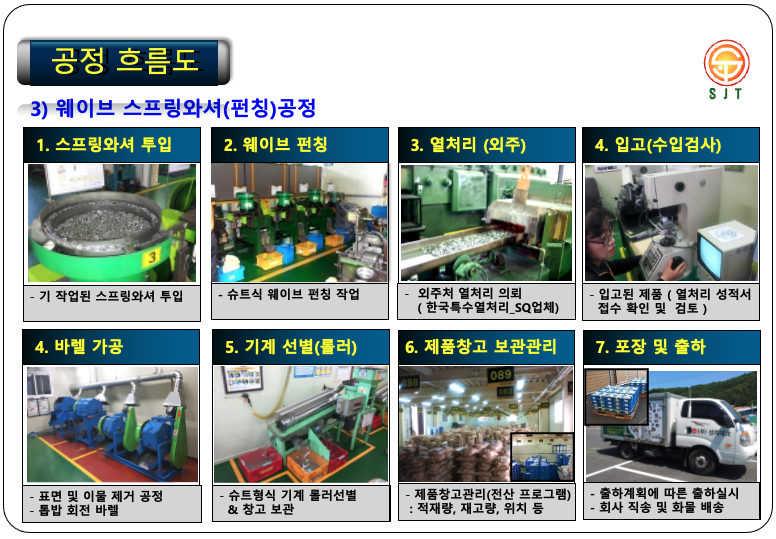 공정 흐름도
SJT
3) 웨이브 스프링와셔(펀칭)공정
1. 스프링와셔 투입
2. 웨이브 펀칭
3. 열처리 (외주)
4. 입고(수입검사)
3
- 기 작업된 스프링와셔 투입
- 슈트식 웨이브 펀칭 작업
- 외주처 열처리 의뢰
( 한국특수열처리_SQ업체)
- 입고된 제품 ( 열처리 성적서
접수 확인 및 검토 )
4. 바렐 가공
5. 기계 선별(롤러)
6. 제품창고 보관관리
7. 포장 및 출하
088
089
- 표면 및 이물 제거 공정
- 톱밥 회전 바렐
- 슈트형식 기계 롤러선별
& 창고 보관
- 제품창고관리(전산 프로그램)
: 적재량, 재고량, 위치 등
- 출하계획에 따른 출하실시
- 회사 직송 및 화물 배송